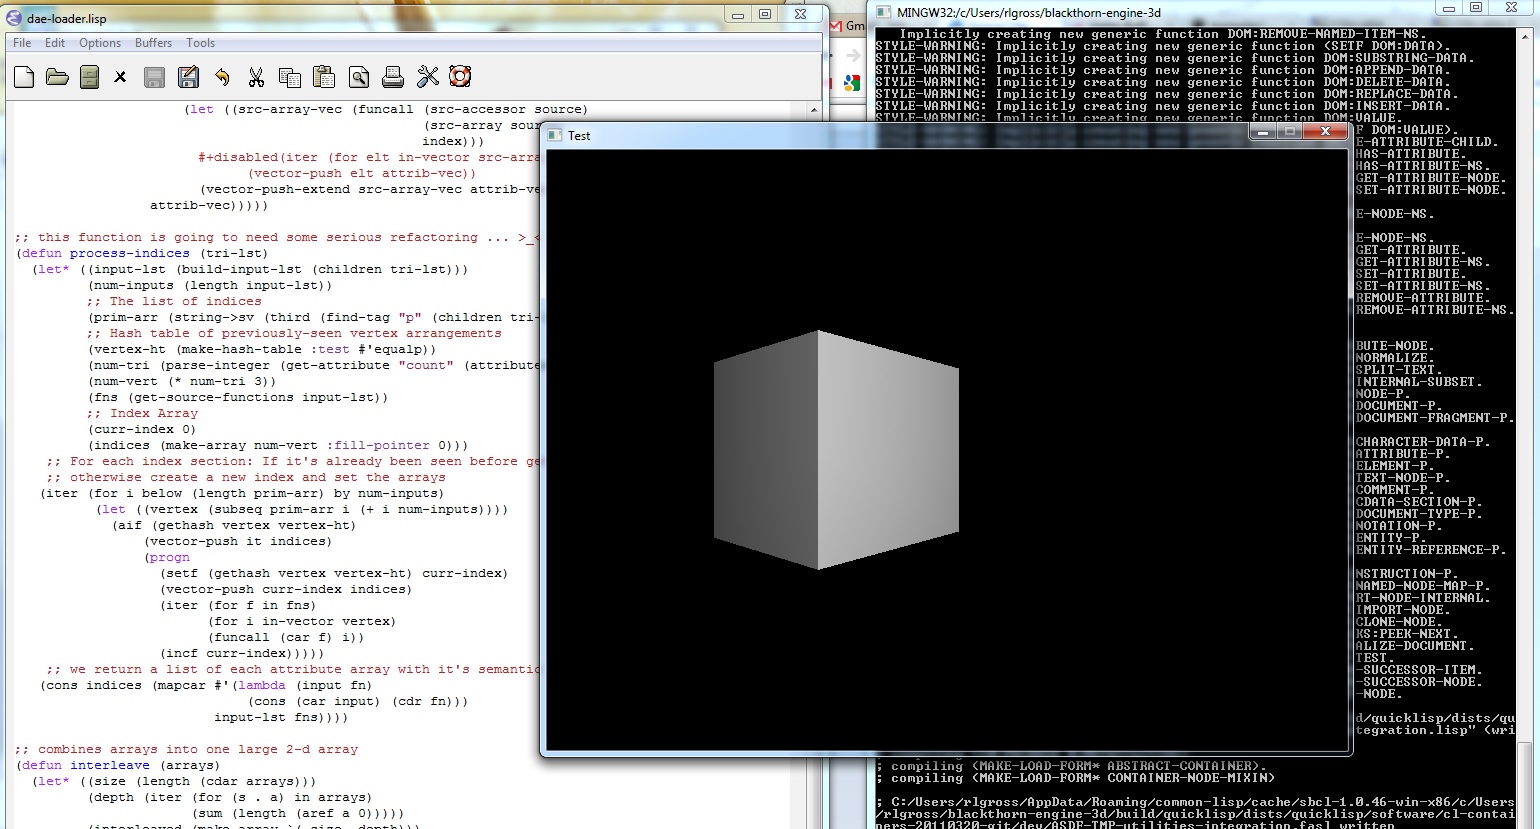 dae-loader.lisp
File Edit Options Buffers Tools
(let ((src-array-vec (funcall (src-accessor source)
(src-array
index)))
#+disabled(iter (for elt in-vector
(vector-push elt attrib-vec))
(vector-push-extend src-array-vec
attrib-vec)))))
;; this function is going to need some serious refactoring ... >_<
(defun process-indices (tri-lst)
(let* ((input-lst (build-input-lst (children tri-lst)))
(num-inputs (length input-lst))
;; The list of indices
(prim-arr (string->sv (third (find-tag "p" (children
;; Hash table of previously-seen vertex arrangements
(vertex-ht (make-hash-table :test #'equalp))
(num-tri (parse-integer (get-attribute "count" (attribute
(num-vert (* num-tri 3))
(fns (get-source-functions input-lst))
;; Index Array
(curr-index 0)
(indices (make-array num-vert :fill-pointer 0)))
;; For each index section: If it's already been seen before
;; otherwise create a new index and set the arrays
(iter (for i below (length prim-arr) by num-inputs)
(let ((vertex (subseq prim-arr i (+ i num-inputs))))
(aif (gethash vertex vertex-ht)
(vector-push it indices)
(progn
(setf (gethash vertex vertex-ht) curr-index)
(vector-push curr-index indices)
(iter (for f in fns)
(for i in-vector vertex)
(funcall (car f) i))
(incf curr-index)))))
;; we return a list of each attribute array with it's semantic
(cons indices (mapcar #'(lambda (input fn)
(cons (car input) (cdr fn)))
input-lst fns))))
;; combines arrays into one large 2-d array
(defun interleave (arrays)
(let* ((size (length (cdar arrays)))
(depth (iter (for (s . a) in arrays)
(sum (length (aref a 0)))))
Gm
Test
MINGW32:/c/Users/rlgross/blackthorn-engine-3d
Implicitly creating new generic function DOM:REMOVE-NAMED-ITEM-NS.
STYLE-WARNING: Implicitly creating new generic function (SETF DOM:DATA).
STYLE-WARNING: Implicitly creating new generic function DOM:SUBSTRING-DATA.
STYLE-WARNING: Implicitly creating new generic function DOM:APPEND-DATA.
STYLE-WARNING: Implicitly creating new generic function DOM:DELETE-DATA.
STYLE-WARNING: Implicitly creating new generic function DOM:REPLACE-DATA.
STYLE-WARNING: Implicitly creating new generic function DOM:INSERT-DATA.
STYLE-WARNING: Implicitly creating new generic function DOM:VALUE.
F DOM:VALUE).
E-ATTRIBUTE-CHILD.
HAS-ATTRIBUTE.
HAS-ATTRIBUTE-NS.
GET-ATTRIBUTE-NODE.
SET-ATTRIBUTE-NODE.
E-NODE-NS.
E-NODE-NS.
GET-ATTRIBUTE.
GET-ATTRIBUTE-NS.
SET-ATTRIBUTE.
SET-ATTRIBUTE-NS.
REMOVE-ATTRIBUTE.
REMOVE-ATTRIBUTE-NS.
BUTE-NODE.
NORMALIZE.
SPLIT-TEXT.
INTERNAL-SUBSET.
NODE-P.
DOCUMENT-P.
DOCUMENT-FRAGMENT-P.
CHARACTER-DATA-P.
ATTRIBUTE-P.
ELEMENT-P.
TEXT-NODE-P.
COMMENT-P.
CDATA-SECTION-P.
DOCUMENT-TYPE-P.
NOTATION-P.
ENTITY-P.
ENTITY-REFERENCE-P.
NSTRUCTION-P.
NAMED-NODE-MAP-P.
RT-NODE-INTERNAL.
IMPORT-NODE.
CLONE-NODE.
KS:PEEK-NEXT.
ALIZE-DOCUMENT.
TEST.
-SUCCESSOR-ITEM.
-SUCCESSOR-NODE.
-NODE.
d/quicklisp/dists/qu
tegration.lisp" (wri
; compiling (MAKE-LOAD-FORM* ABSTRACT-CONTAINER).
; compiling (MAKE-LOAD-FORM* CONTAINER-NODE-MIXIN)
; C:/Users/rlgross/AppData/Roaming/common-lisp/cache/sbcl-1.0.46-win-x86/c/Users
/rlgross/blackthorn-engine-3d/build/quicklisp/dists/quicklisp/software/cl-contai
ners-20110320-git/dev/ASDF-TMP-utilities-integration.fasl written